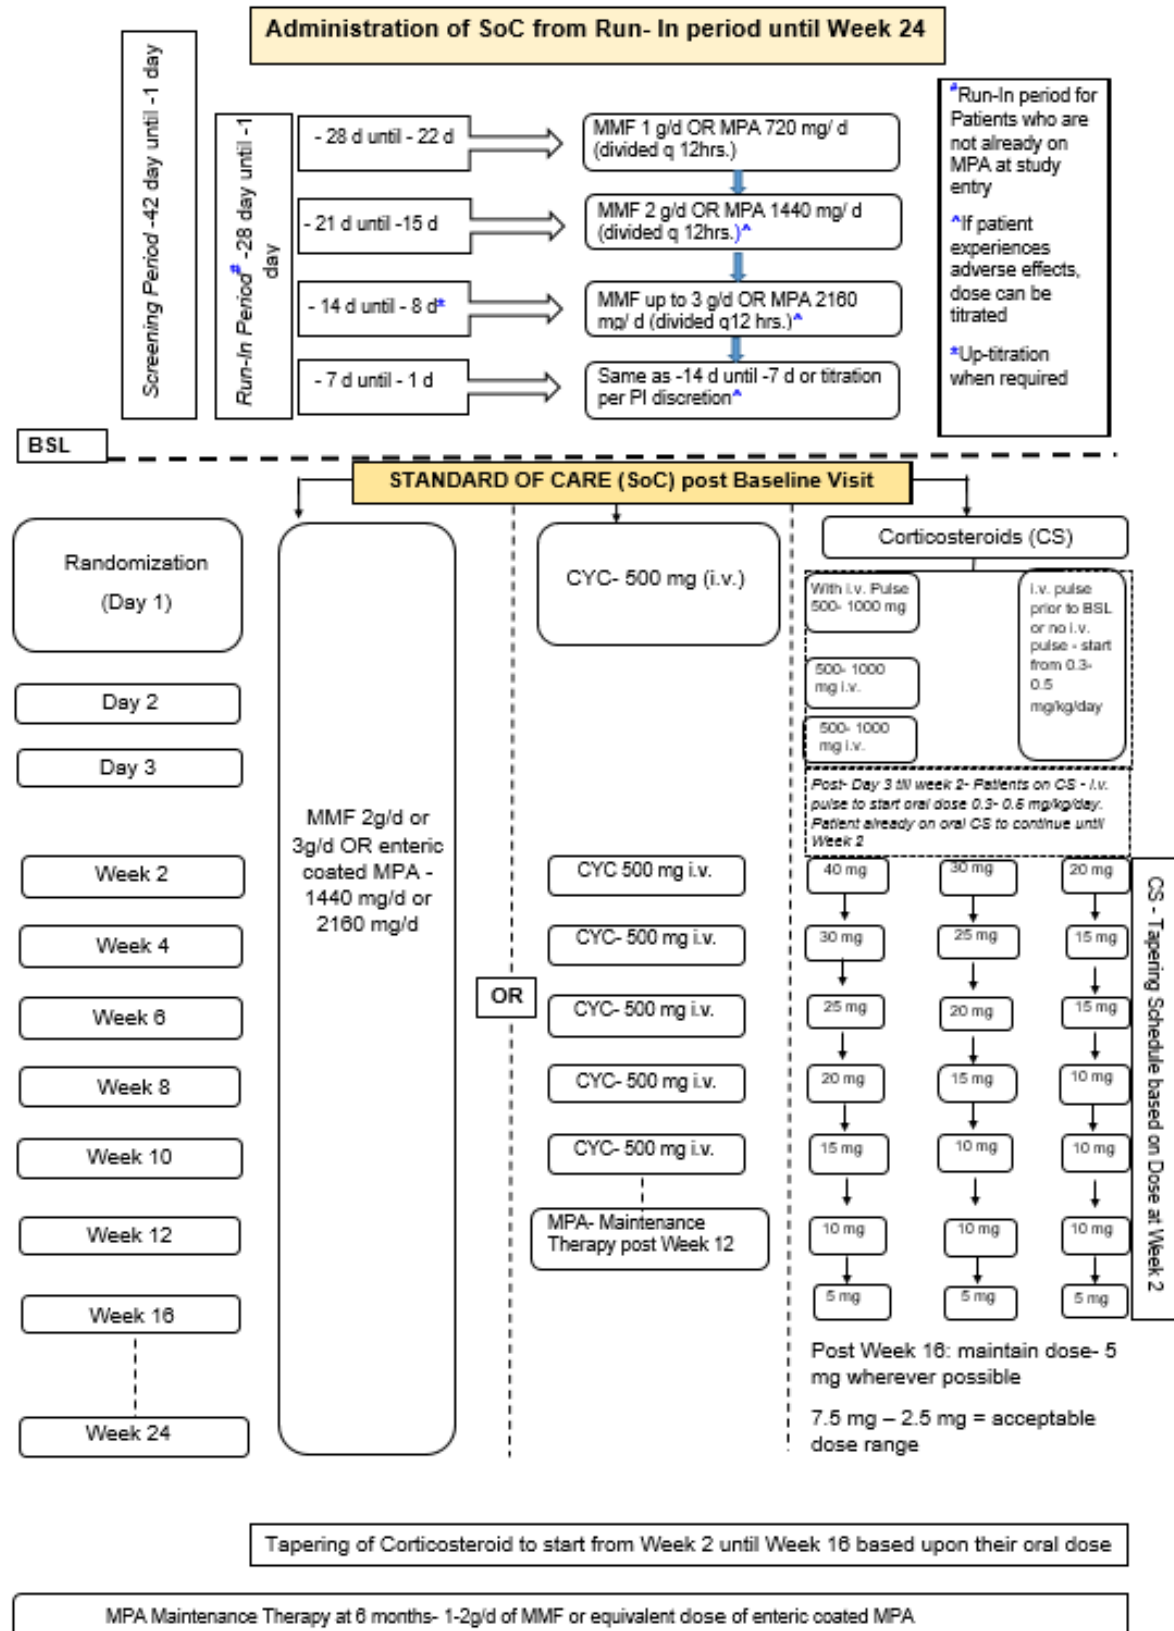 Administration of SoC from Run- In period until Week 24
Screening Period -42 day until -1 day
Run-In Period# -28 day until -1
day
- 28 d until - 22 d
MMF 1 g/d OR MPA 720 mg/ d
(divided q 12hrs.)
- 21 d until -15 d
MMF 2 g/d OR MPA 1440 mg/ d
(divided q 12hrs.)^
- 14 d until - 8 d*
MMF up to 3 g/d OR MPA 2160
mg/ d (divided q12 hrs.)^
- 7 d until - 1 d
Same as -14 d until -7 d or titration
per PI discretion^
#Run-In period for
Patients who are
not already on
MPA at study
entry
^If patient
experiences
adverse effects,
dose can be
titrated
*Up-titration
when required
BSL
STANDARD OF CARE (SoC) post Baseline Visit
Randomization
(Day 1)
Day 2
Day 3
Week 2
Week 4
Week 6
Week 8
Week 10
Week 12
Week 16
Week 24
MMF 2g/d or
3g/d OR enteric
coated MPA -
1440 mg/d or
2160 mg/d
OR
CYC- 500 mg (i.v.)
CYC 500 mg i.v.
CYC- 500 mg i.v.
CYC- 500 mg i.v.
CYC- 500 mg i.v.
CYC- 500 mg i.v.
MPA- Maintenance
Therapy post Week 12
Corticosteroids (CS)
With i.v. Pulse
500- 1000 mg
500- 1000
mg i.v.
500- 1000
mg i.v.
i.v. pulse
prior to BSL
or no i.v.
pulse - start
from 0.3-
0.5
mg/kg/day
Post- Day 3 till week 2- Patients on CS - i.v.
pulse to start oral dose 0.3- 0.5 mg/kg/day.
Patient already on oral CS to continue until
Week 2
40 mg 30 mg 20 mg
30 mg 25 mg 15 mg
25 mg 20 mg 15 mg
20 mg 15 mg 10 mg
15 mg 10 mg 10 mg
10 mg 10 mg 10 mg
5 mg 5 mg 5 mg
CS - Tapering Schedule based on Dose at Week 2
Post Week 16: maintain dose- 5
mg wherever possible
7.5 mg – 2.5 mg = acceptable
dose range
Tapering of Corticosteroid to start from Week 2 until Week 16 based upon their oral dose
MPA Maintenance Therapy at 6 months- 1-2g/d of MMF or equivalent dose of enteric coated MPA